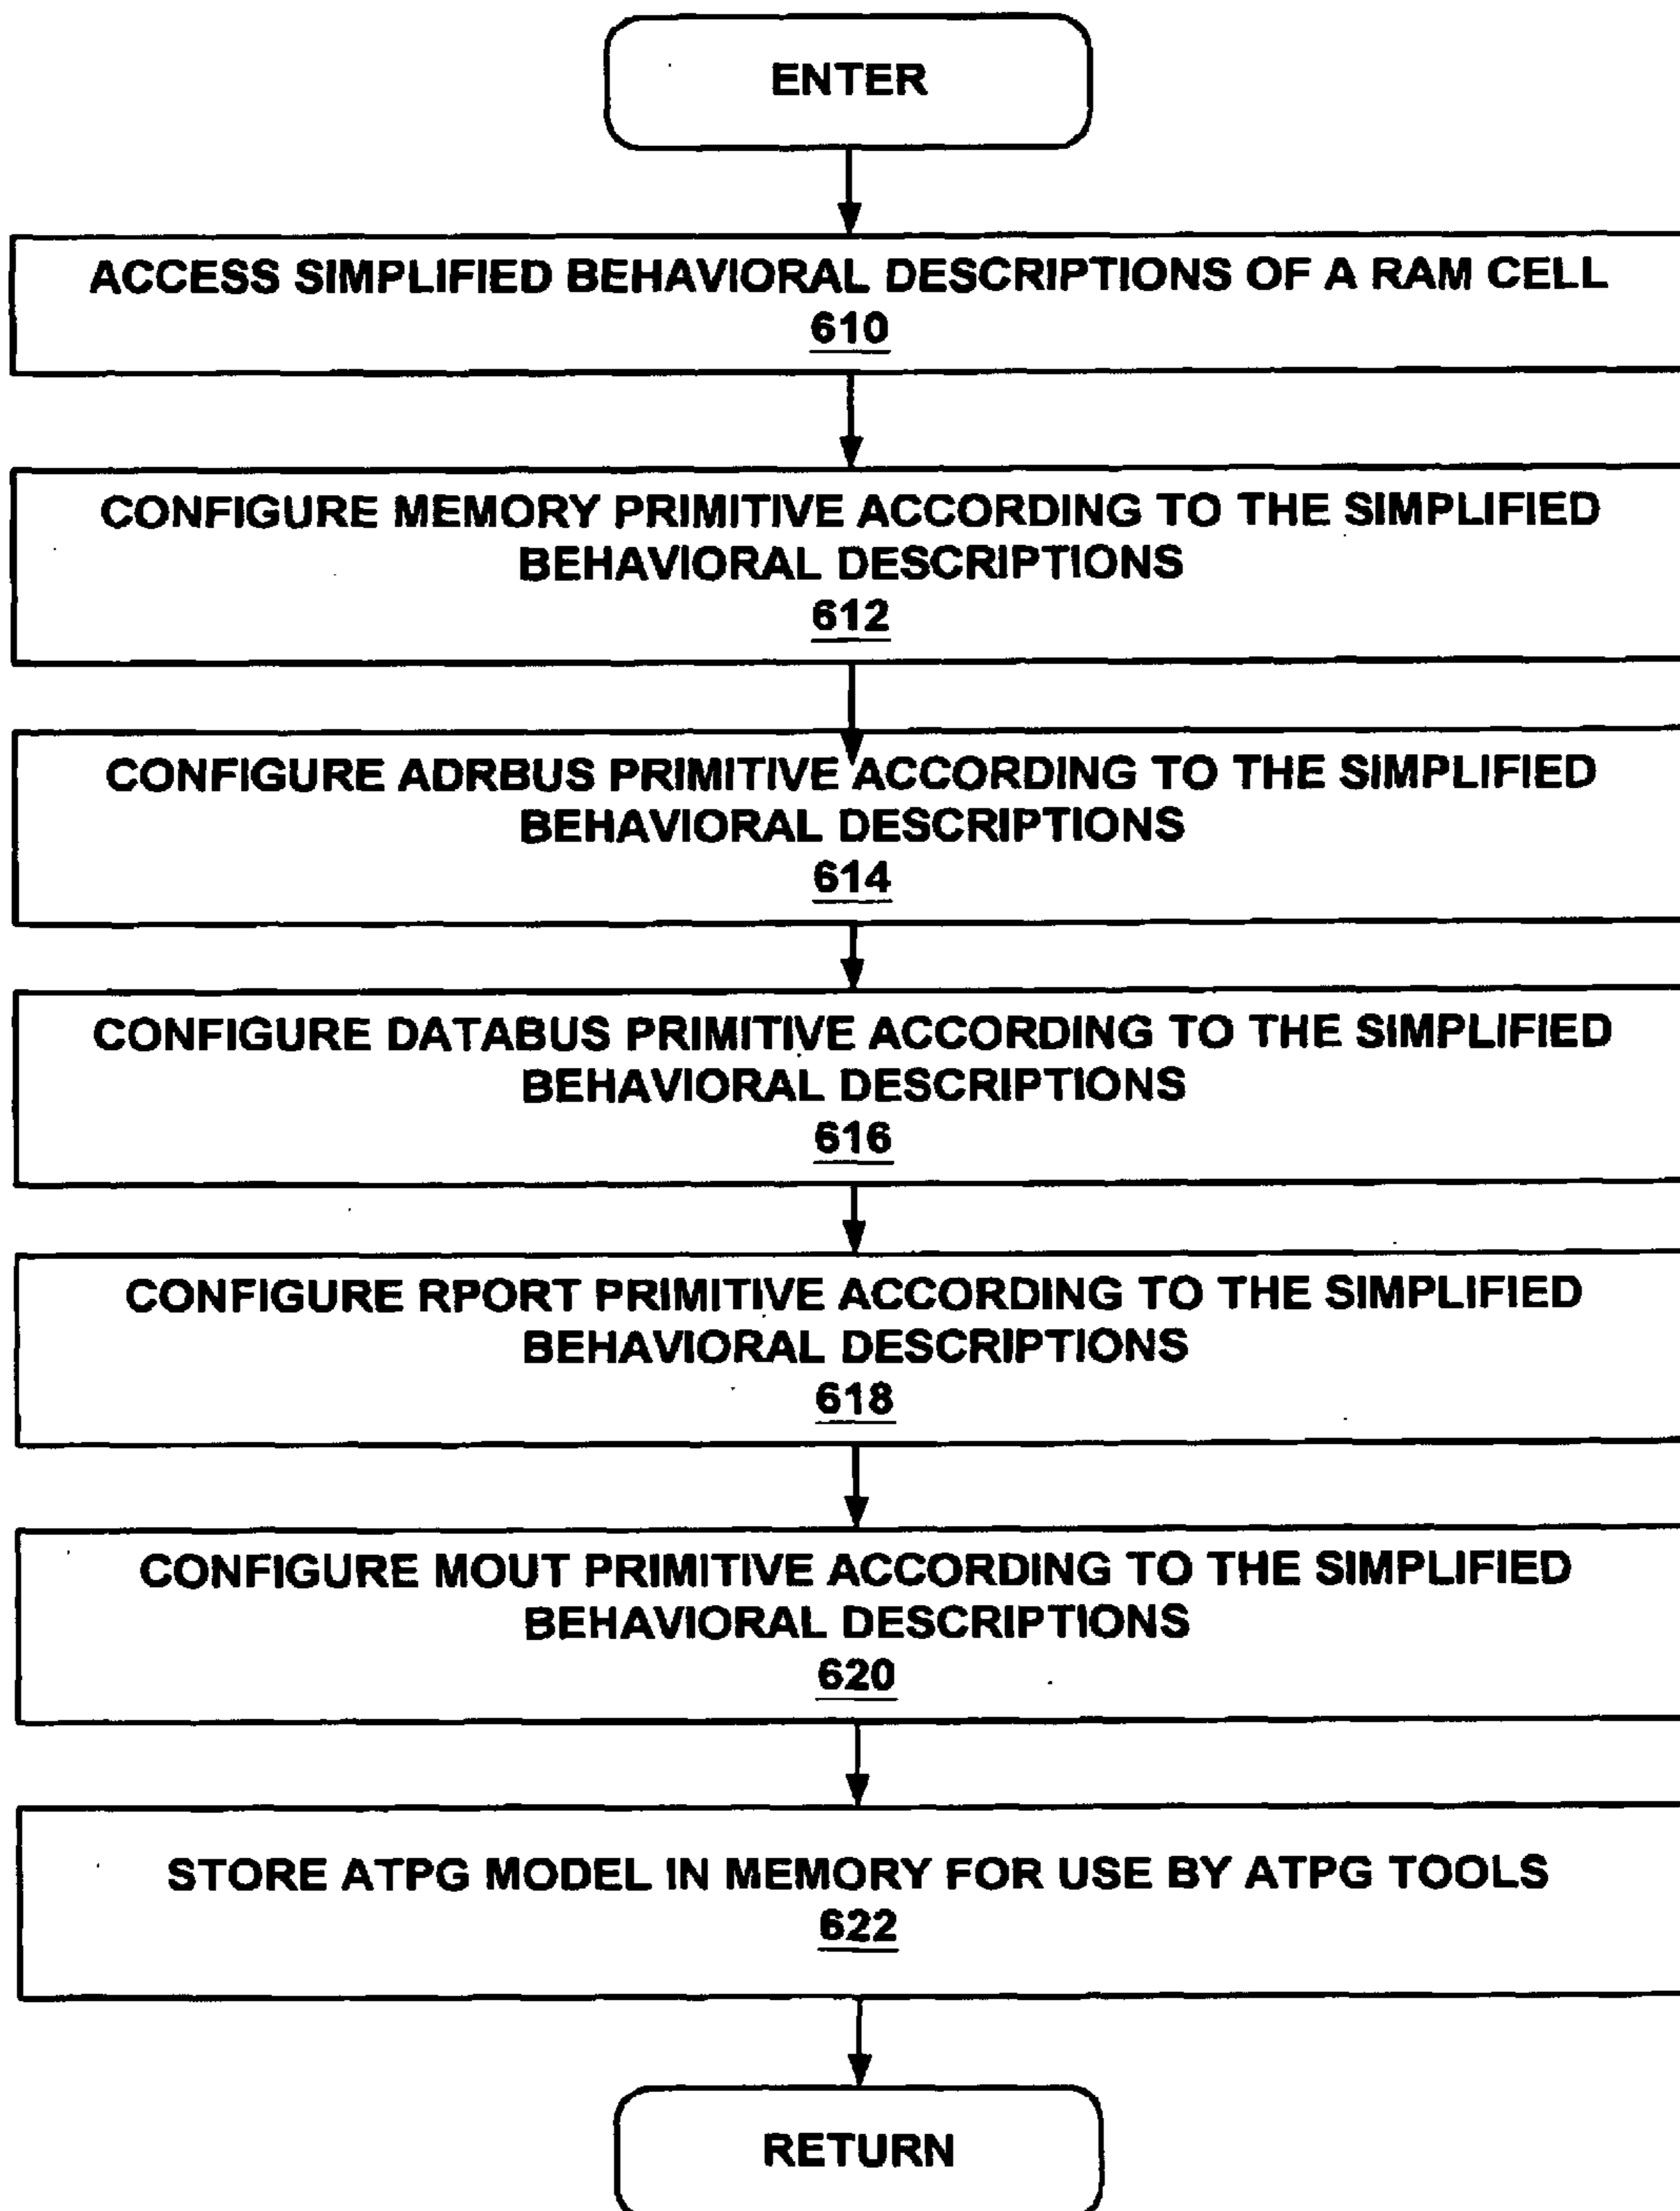 ENTER
ACCESS SIMPLIFIED BEHAVIORAL DESCRIPTIONS OF A RAM CELL
610
CONFIGURE MEMORY PRIMITIVE ACCORDING TO THE SIMPLIFIED
BEHAVIORAL DESCRIPTIONS
612
CONFIGURE ADRBUS PRIMITIVE ACCORDING TO THE SIMPLIFIED
BEHAVIORAL DESCRIPTIONS
614
CONFIGURE DATABUS PRIMITIVE ACCORDING TO THE SIMPLIFIED
BEHAVIORAL DESCRIPTIONS
616
CONFIGURE RPORT PRIMITIVE ACCORDING TO THE SIMPLIFIED
BEHAVIORAL DESCRIPTIONS
618
CONFIGURE MOUT PRIMITIVE ACCORDING TO THE SIMPLIFIED
BEHAVIORAL DESCRIPTIONS
620
STORE ATPG MODEL IN MEMORY FOR USE BY ATPG TOOLS
622
RETURN